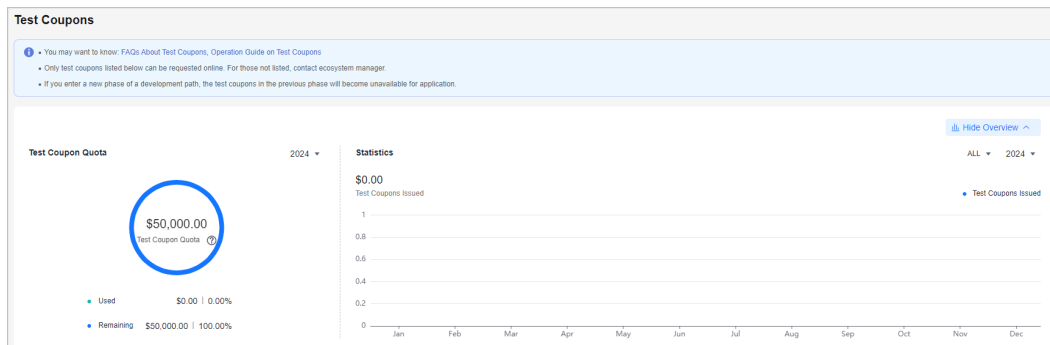 Test Coupons
• You may want to know: FAQs About Test Coupons, Operation Guide on Test Coupons
• Only test coupons listed below can be requested online. For those not listed, contact ecosystem manager.
• If you enter a new phase of a development path, the test coupons in the previous phase will become unavailable for application.
Hide Overview
Test Coupon Quota
2024
$50,000.00
Test Coupon Quota
Used $0.00 | 0.00%
Remaining $50,000.00 | 100.00%
Statistics
ALL 2024
$0.00
Test Coupons Issued
Test Coupons Issued
1
0.8
0.6
0.4
0.2
0
Jan Feb Mar Apr May Jun Jul Aug Sep Oct Nov Dec